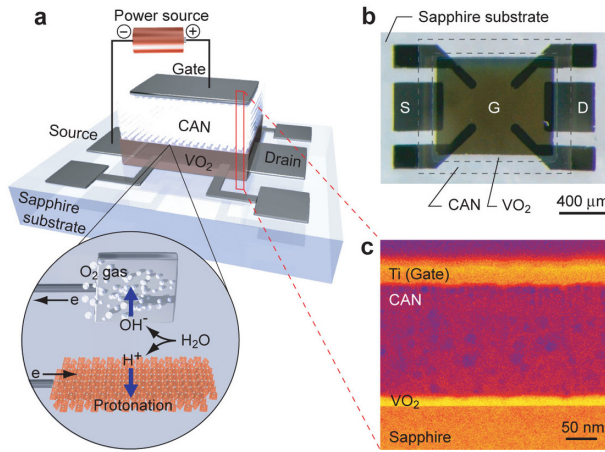 a
Power source
−
+
Gate
CAN
Source
VO₂
Drain
Sapphire
substrate
O₂ gas
e
OH⁻
H₂O
H⁺
e
Protonation
b
Sapphire substrate
S
G
D
CAN
VO₂
400 μm
c
Ti (Gate)
CAN
VO₂
Sapphire
50 nm